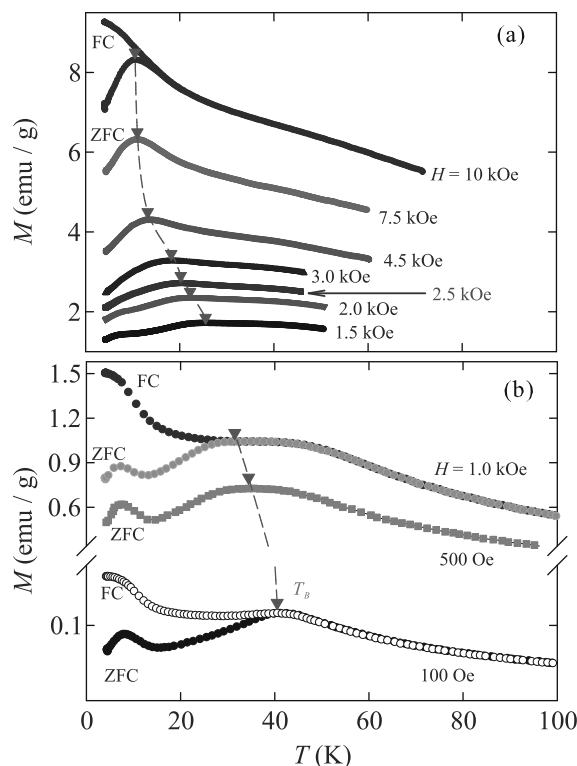 (a)
FC
8
ZFC
6
H = 10 kOe
7.5 kOe
4
4.5 kOe
3.0 kOe
2.5 kOe
2
2.0 kOe
1.5 kOe
M (emu / g)
(b)
1.5
FC
1.2
ZFC
0.9
H = 1.0 kOe
0.6
ZFC
500 Oe
M (emu / g)
FC
T_B
0.1
ZFC
100 Oe
0 20 40 60 80 100
T (K)